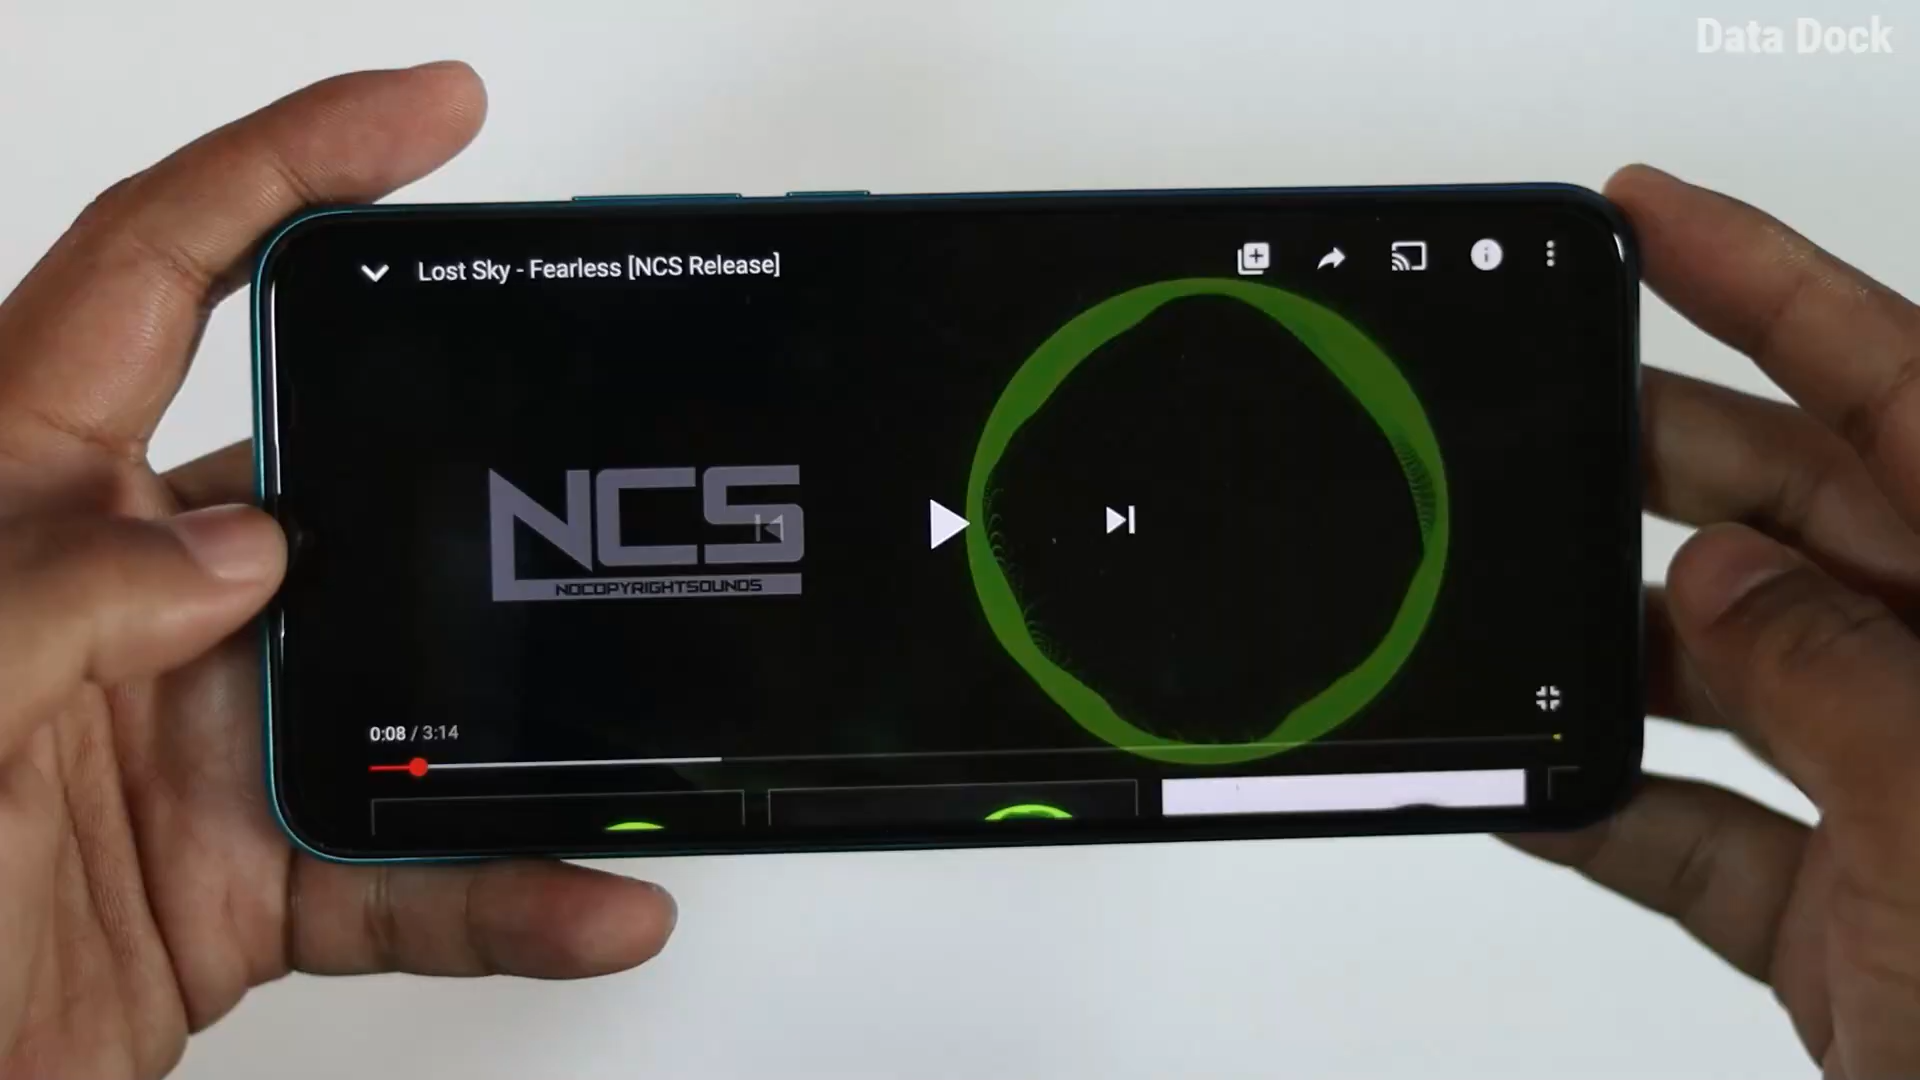 Data Dock
Lost Sky - Fearless [NCS Release]
NCS
NOCOPYRIGHTSOUNDS
0:08 / 3:14